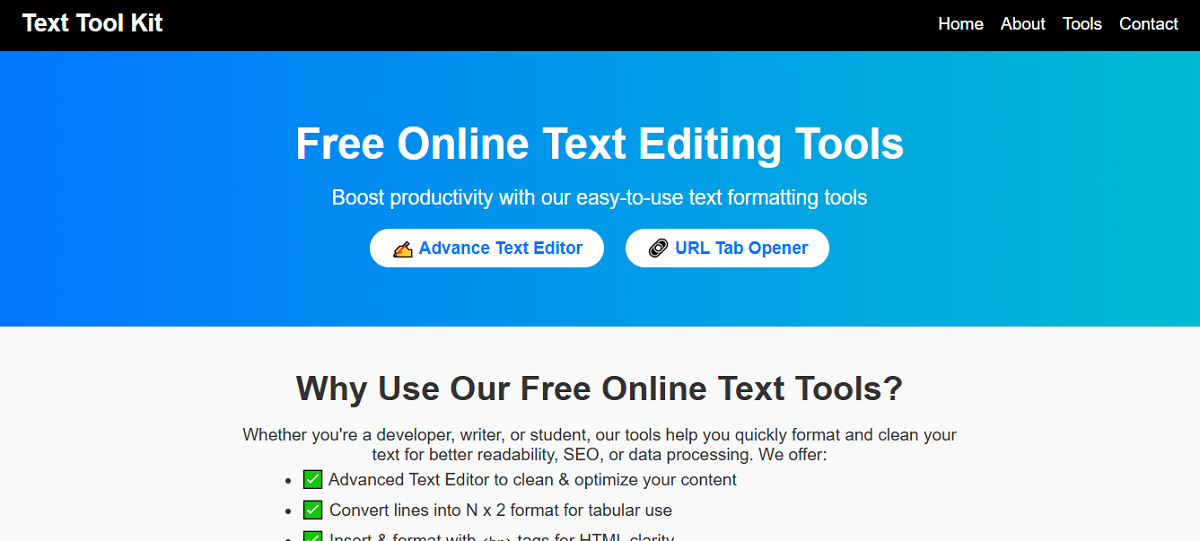 Text Tool Kit
Home About Tools Contact
Free Online Text Editing Tools
Boost productivity with our easy-to-use text formatting tools
Advance Text Editor
URL Tab Opener
Why Use Our Free Online Text Tools?
Whether you're a developer, writer, or student, our tools help you quickly format and clean your
text for better readability, SEO, or data processing. We offer:
Advanced Text Editor to clean & optimize your content
Convert lines into N x 2 format for tabular use
Insert & format with <br> tags for HTML clarity